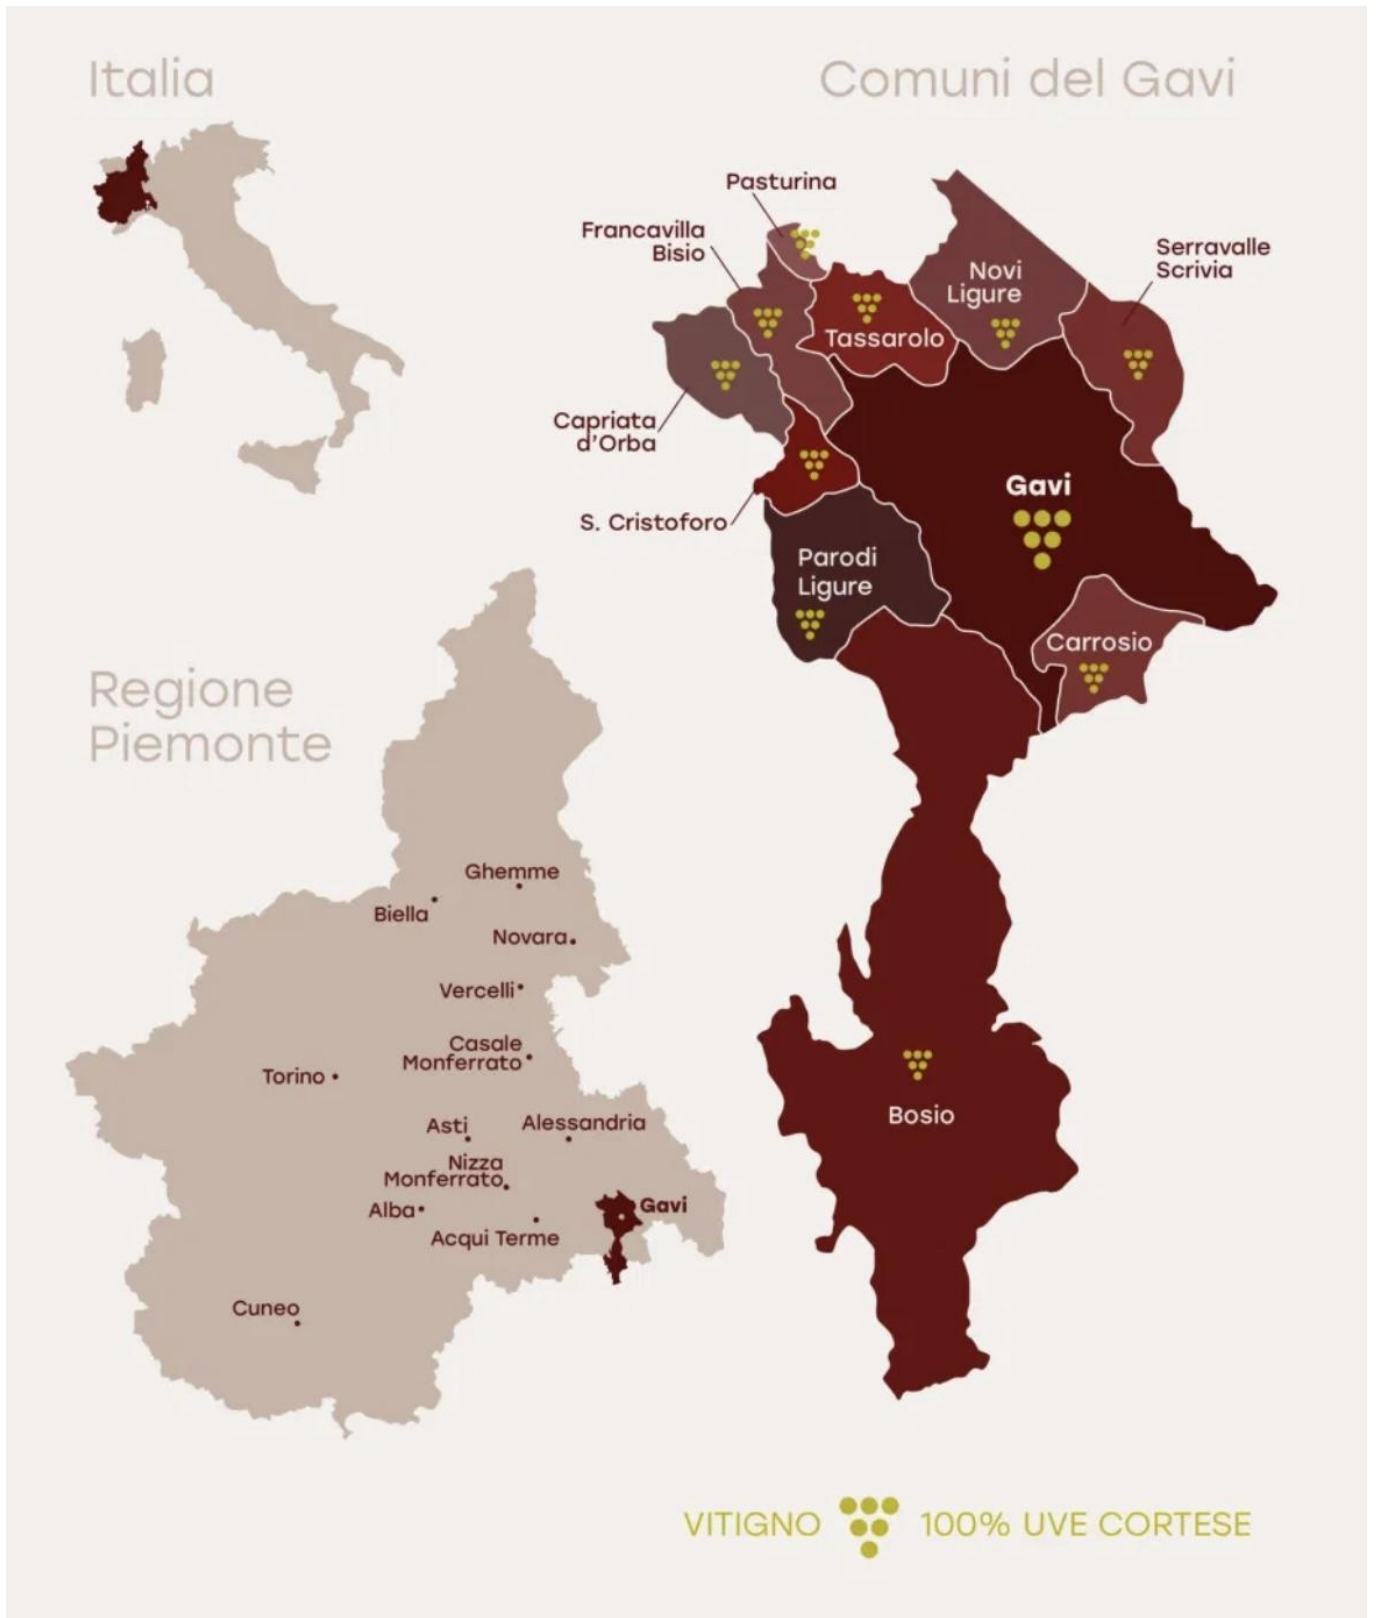 Italia
Comuni del Gavi
Pasturina
Francavilla
Bisio
Novi
Ligure
Serravalle
Scrivia
Tassarolo
Capriata
d'Orba
Gavi
S. Cristoforo
Parodi
Ligure
Carrosio
Bosio
Regione
Piemonte
Ghemme
Biella
Novara
Vercelli
Casale
Monferrato
Torino
Asti
Alessandria
Nizza
Monferrato
Alba
Gavi
Acqui Terme
Cuneo
VITIGNO 100% UVE CORTESE